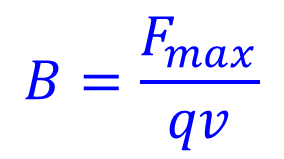 B = F_max / qv